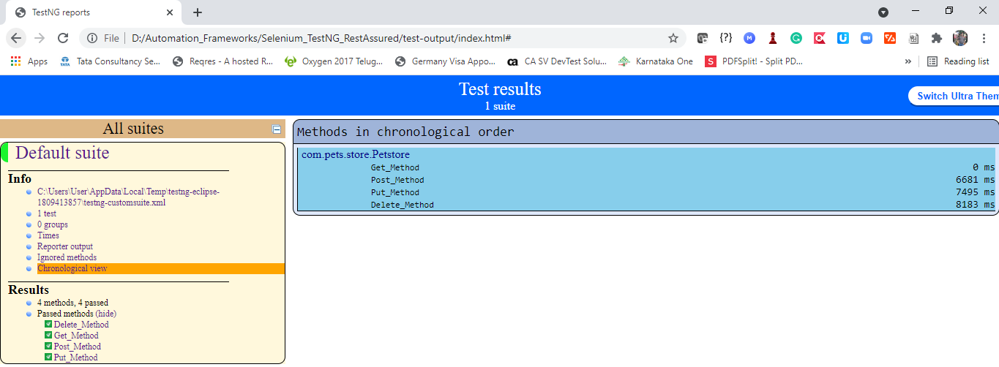 TestNG reports
File | D:/Automation_Frameworks/Selenium_TestNG_RestAssured/test-output/index.html#
Apps Tata Consultancy Se... Reqres - A hosted R... Oxygen 2017 Telug... Germany Visa Appo... CA SV DevTest Solu... Karnataka One PDFSplit! - Split PD... » Reading list
Test results
1 suite
Switch Ultra Them
All suites
Default suite
Info
C:\Users\User\AppData\Local\Temp\testng-eclipse-
1809413857\testng-customsuite.xml
1 test
0 groups
Times
Reporter output
Ignored methods
Chronological view
Results
4 methods, 4 passed
Passed methods (hide)
Delete_Method
Get_Method
Post_Method
Put_Method
Methods in chronological order
com.pets.store.Petstore
Get_Method 0 ms
Post_Method 6681 ms
Put_Method 7495 ms
Delete_Method 8183 ms